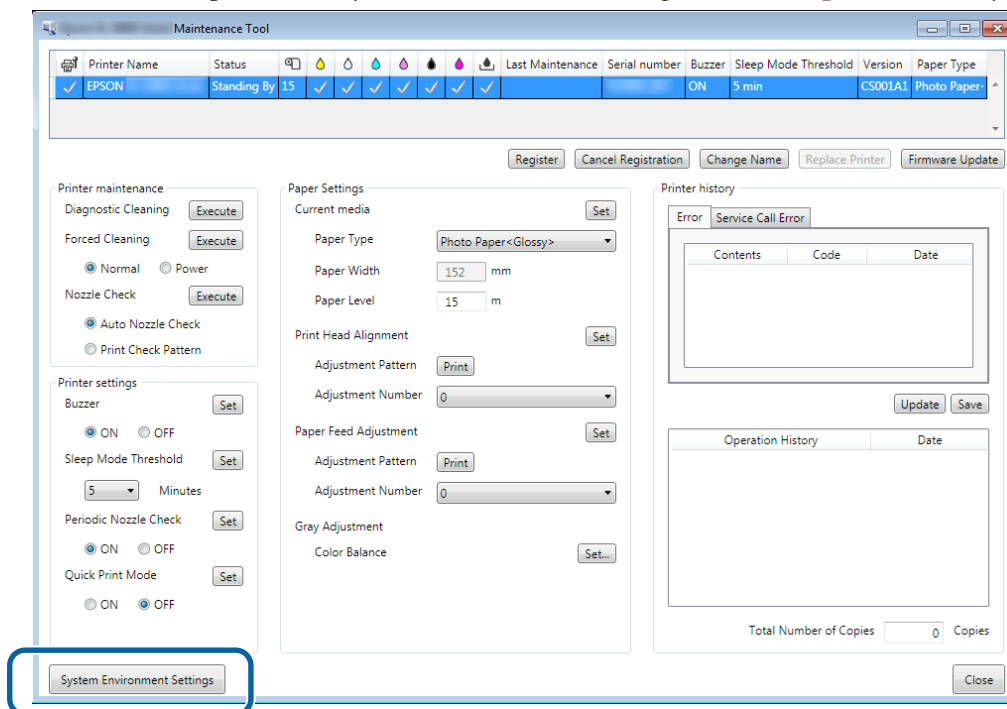 Maintenance Tool
Printer Name Status Last Maintenance Serial number Buzzer Sleep Mode Threshold Version Paper Type
EPSON Standing By 15 ON 5 min CS001A1 Photo Paper-
Register Cancel Registration Change Name Replace Printer Firmware Update
Printer maintenance
Diagnostic Cleaning Execute
Forced Cleaning Execute
Normal Power
Nozzle Check Execute
Auto Nozzle Check
Print Check Pattern
Printer settings
Buzzer Set
ON OFF
Sleep Mode Threshold Set
5 Minutes
Periodic Nozzle Check Set
ON OFF
Quick Print Mode Set
ON OFF
Paper Settings
Current media Set
Paper Type Photo Paper<Glossy>
Paper Width 152 mm
Paper Level 15 m
Print Head Alignment Set
Adjustment Pattern Print
Adjustment Number 0
Paper Feed Adjustment Set
Adjustment Pattern Print
Adjustment Number 0
Gray Adjustment
Color Balance Set...
Printer history
Error Service Call Error
Contents Code Date
Update Save
Operation History Date
Total Number of Copies 0 Copies
System Environment Settings
Close